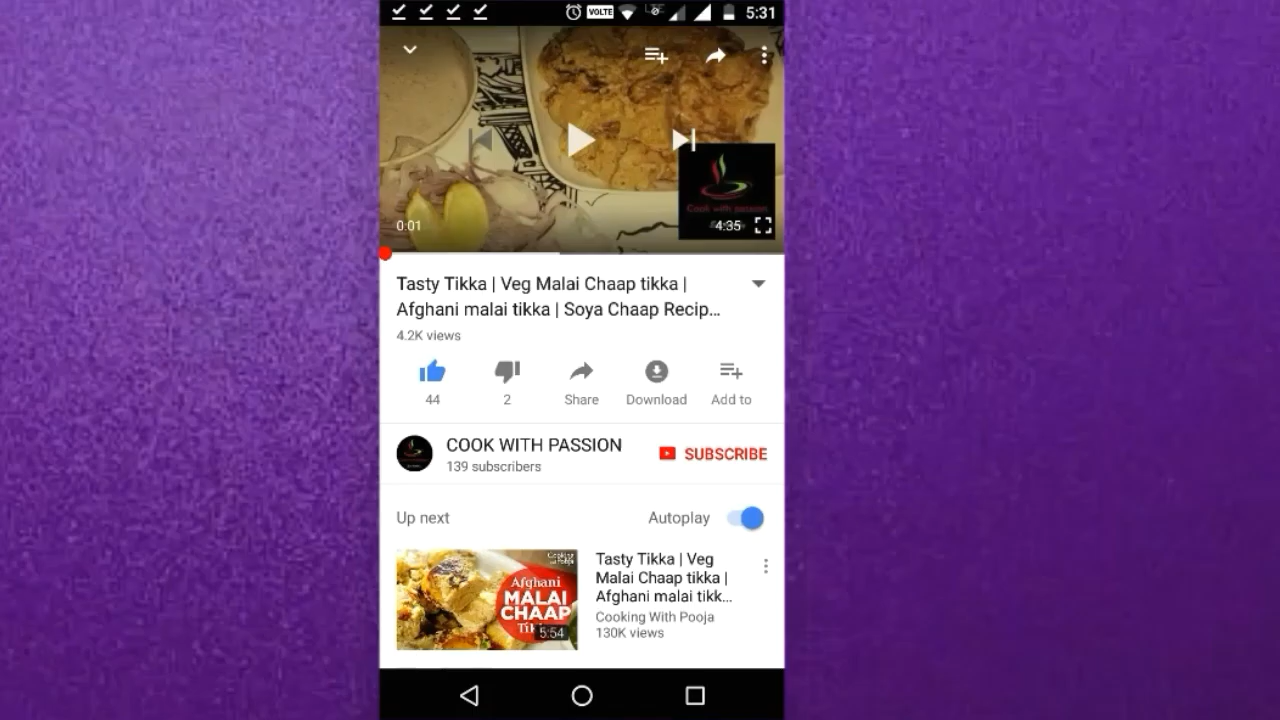 VOLTE 5:31
Cook with passion
0:01
4:35
Tasty Tikka | Veg Malai Chaap tikka |
Afghani malai tikka | Soya Chaap Recip...
4.2K views
44
2
Share
Download
Add to
COOK WITH PASSION
139 subscribers
SUBSCRIBE
Up next
Autoplay
Afghani
MALAI
CHAAP
5:54
Tasty Tikka | Veg
Malai Chaap tikka |
Afghani malai tikk...
Cooking With Pooja
130K views